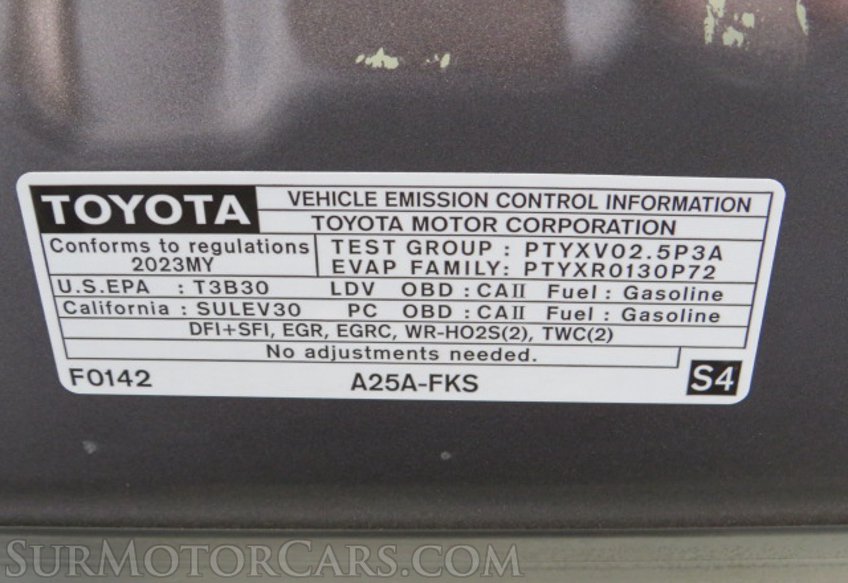 TOYOTA
VEHICLE EMISSION CONTROL INFORMATION
TOYOTA MOTOR CORPORATION
Conforms to regulations
2023MY
TEST GROUP : PTYXV02.5P3A
EVAP FAMILY: PTYXR0130P72
U.S.EPA : T3B30 LDV OBD : CAII Fuel : Gasoline
California : SULEV30 PC OBD : CAII Fuel : Gasoline
DFI+SFI, EGR, EGRC, WR-HO2S(2), TWC(2)
No adjustments needed.
F0142 A25A-FKS S4
SURMOTORCARS.COM